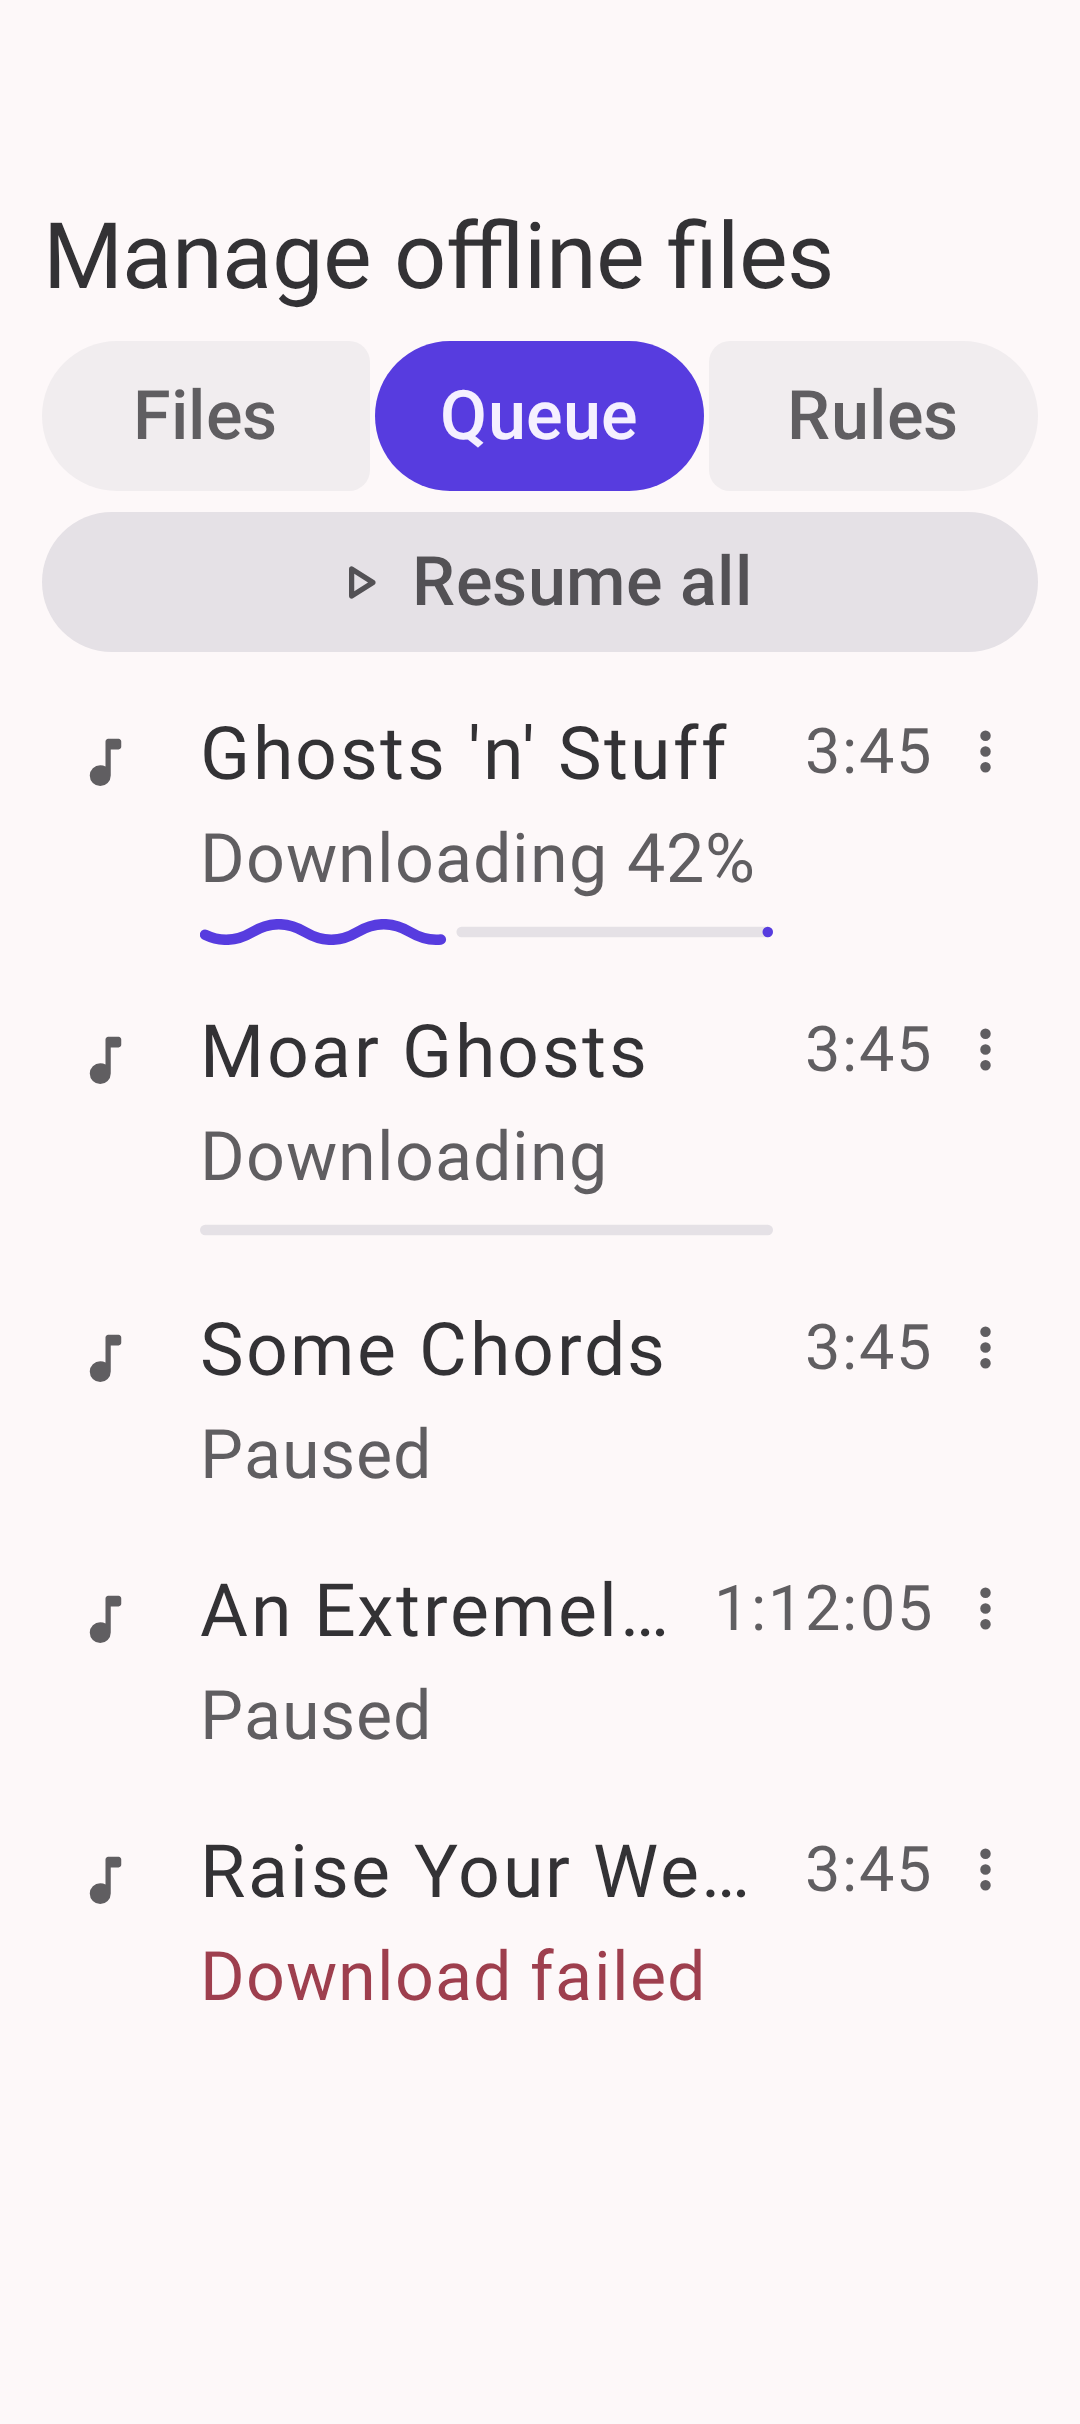 Manage offline files
Files
Queue
Rules
Resume all
Ghosts 'n' Stuff 3:45
Downloading 42%
Moar Ghosts 3:45
Downloading
Some Chords 3:45
Paused
An Extremel… 1:12:05
Paused
Raise Your We… 3:45
Download failed